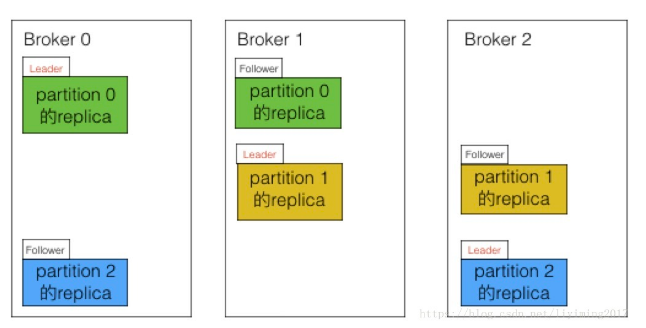 Broker 0
Leader
partition 0
的replica
Follower
partition 2
的replica
Broker 1
Follower
partition 0
的replica
Leader
partition 1
的replica
Broker 2
Follower
partition 1
的replica
Leader
partition 2
的replica
https://blog.csdn.net/liximing2017